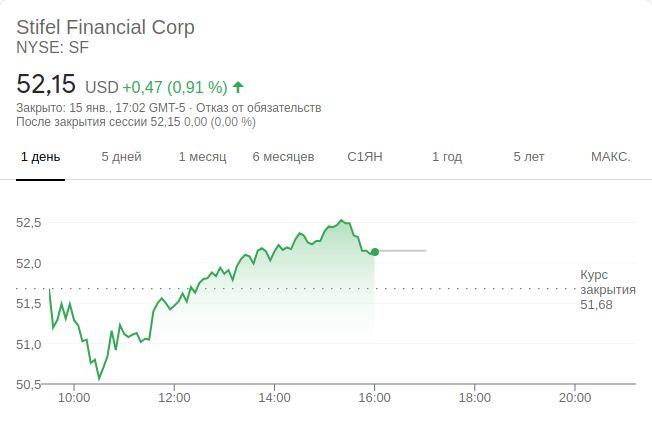 Stifel Financial Corp
NYSE: SF
52,15 USD +0,47 (0,91 %)
Закрыто: 15 янв., 17:02 GMT-5 · Отказ от обязательств
После закрытия сессии 52,15 0,00 (0,00 %)
1 день 5 дней 1 месяц 6 месяцев С1ЯН 1 год 5 лет МАКС.
52,5
52,0
51,5
51,0
50,5
Курс
закрытия
51,68
10:00 12:00 14:00 16:00 18:00 20:00